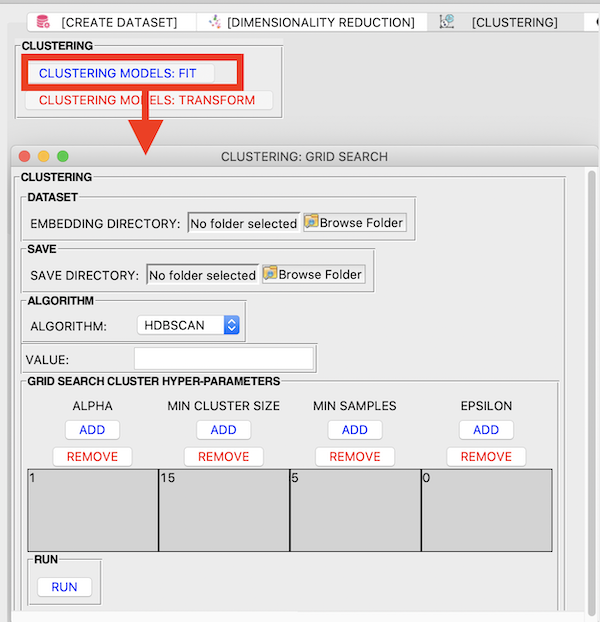 [CREATE DATASET] [DIMENSIONALITY REDUCTION] [CLUSTERING]
CLUSTERING
CLUSTERING MODELS: FIT
CLUSTERING MODELS: TRANSFORM
CLUSTERING: GRID SEARCH
CLUSTERING
DATASET
EMBEDDING DIRECTORY: No folder selected Browse Folder
SAVE
SAVE DIRECTORY: No folder selected Browse Folder
ALGORITHM
ALGORITHM: HDBSCAN
VALUE:
GRID SEARCH CLUSTER HYPER-PARAMETERS
ALPHA MIN CLUSTER SIZE MIN SAMPLES EPSILON
ADD ADD ADD ADD
REMOVE REMOVE REMOVE REMOVE
1 15 5 0
RUN
RUN